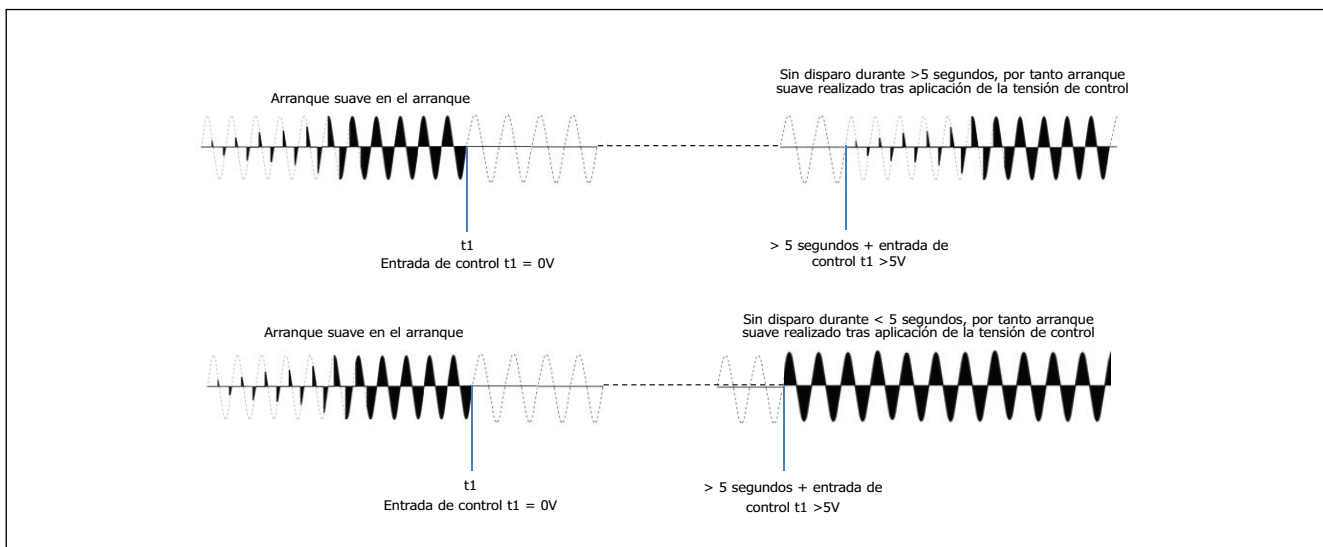 Arranque suave en el arranque
Sin disparo durante >5 segundos, por tanto arranque
suave realizado tras aplicación de la tensión de control
t1
Entrada de control t1 = 0V
> 5 segundos + entrada de
control t1 >5V
Arranque suave en el arranque
Sin disparo durante < 5 segundos, por tanto arranque
suave realizado tras aplicación de la tensión de control
t1
Entrada de control t1 = 0V
> 5 segundos + entrada de
control t1 >5V